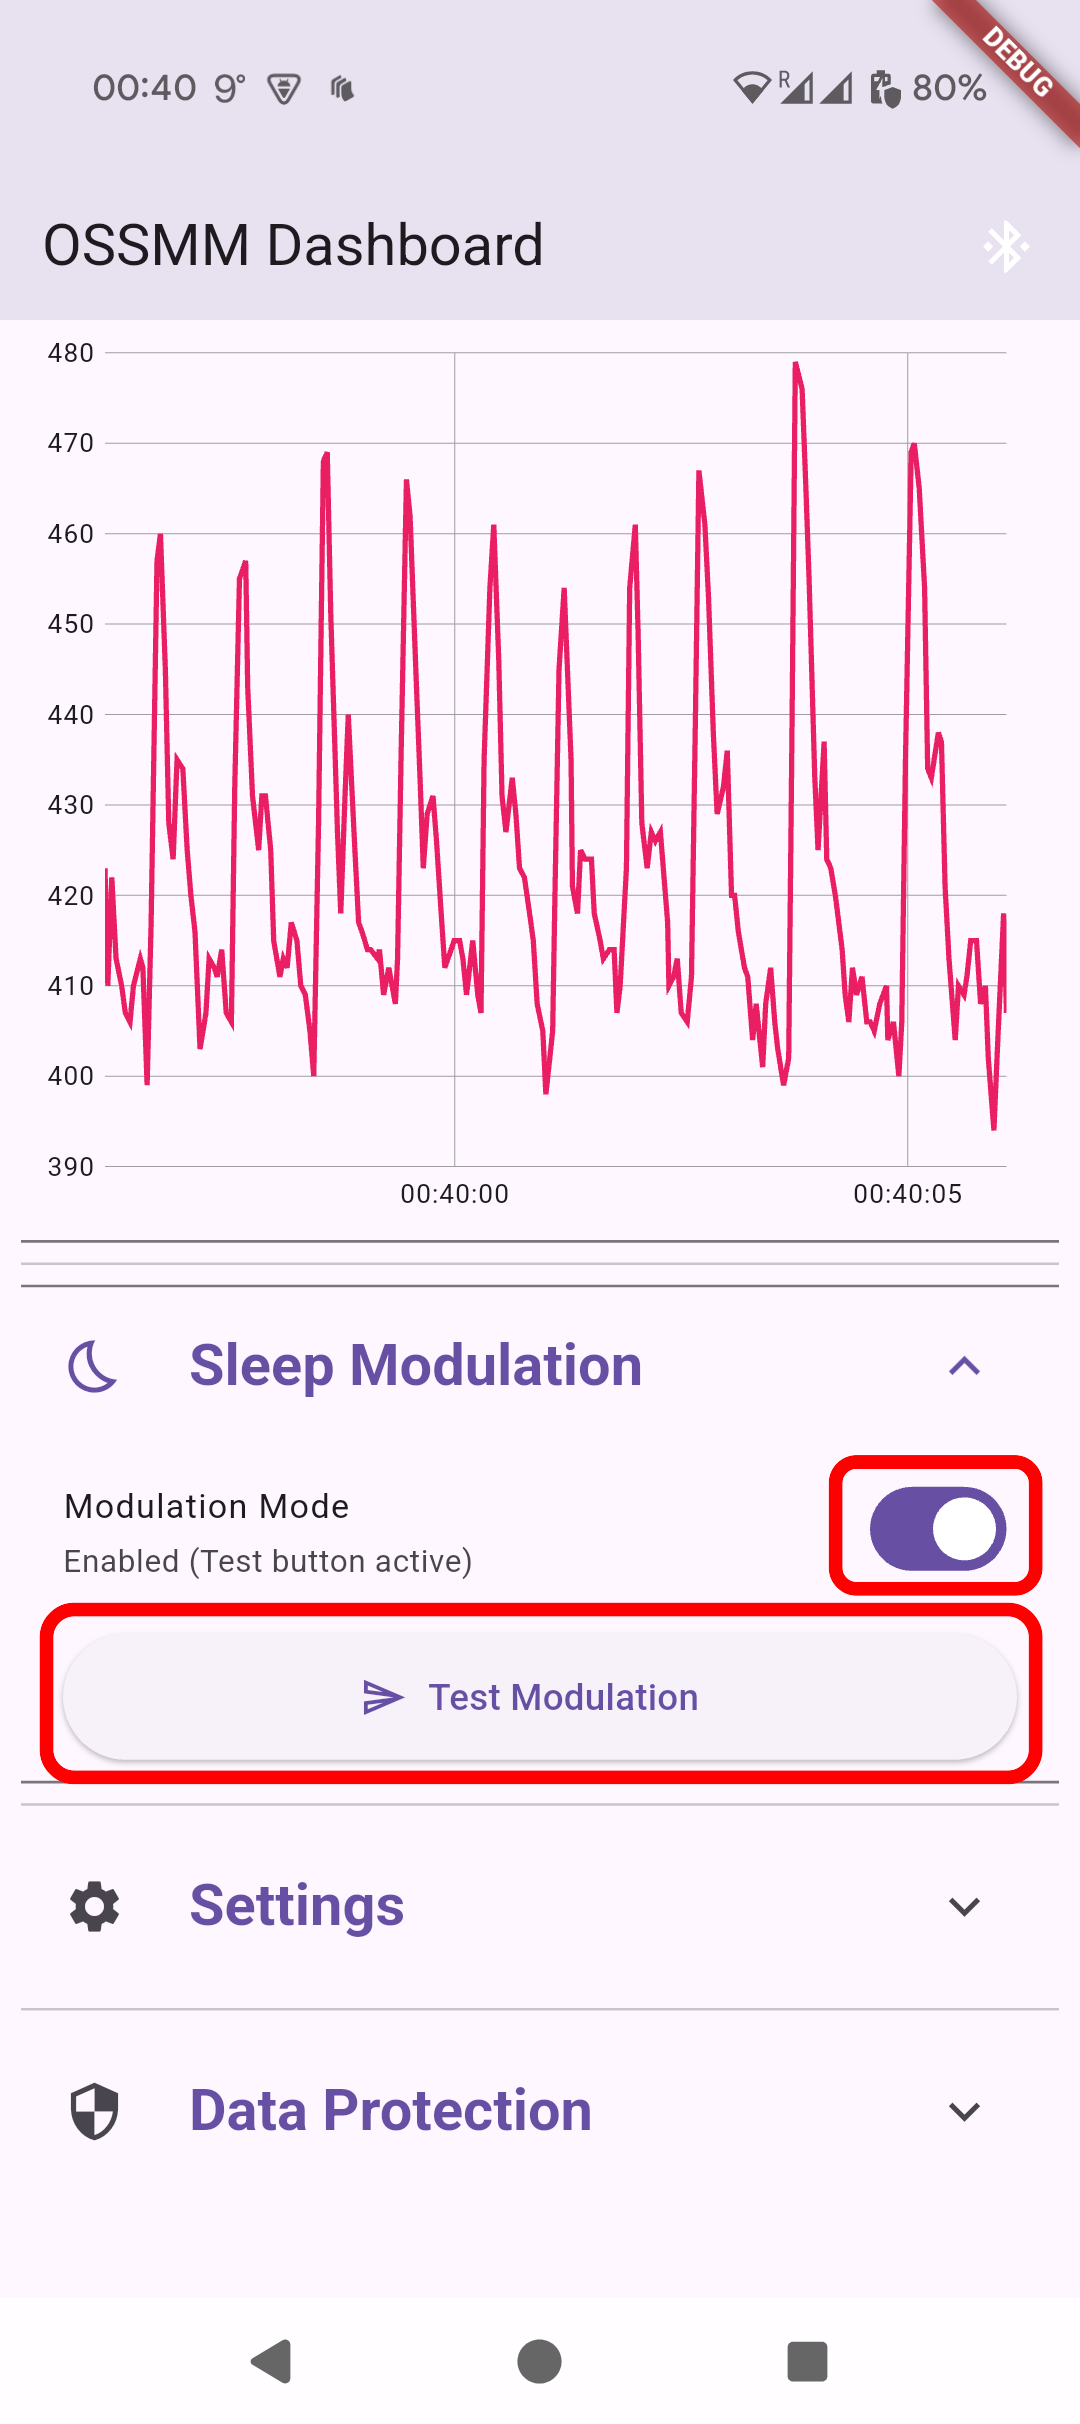 00:40 9° R 80%
DEBUG
OSSMM Dashboard
480
470
460
450
440
430
420
410
400
390
00:40:00 00:40:05
Sleep Modulation
Modulation Mode
Enabled (Test button active)
Test Modulation
Settings
Data Protection